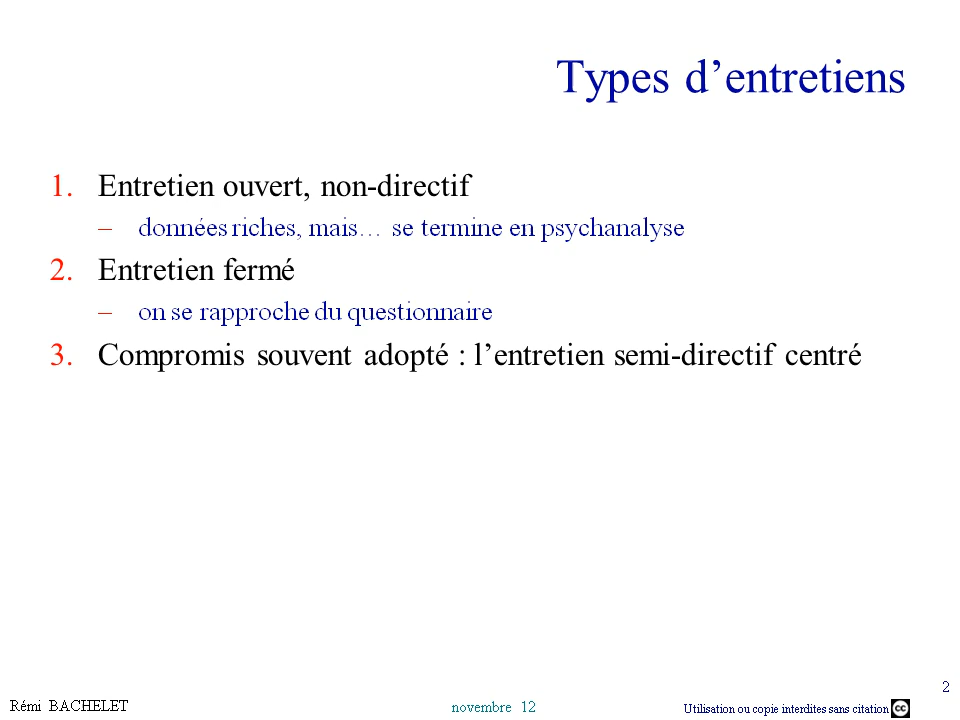 Types d’entretiens
1. Entretien ouvert, non-directif
– données riches, mais… se termine en psychanalyse
2. Entretien fermé
– on se rapproche du questionnaire
3. Compromis souvent adopté : l’entretien semi-directif centré
2
Rémi BACHELET novembre 12 Utilisation ou copie interdites sans citation cc